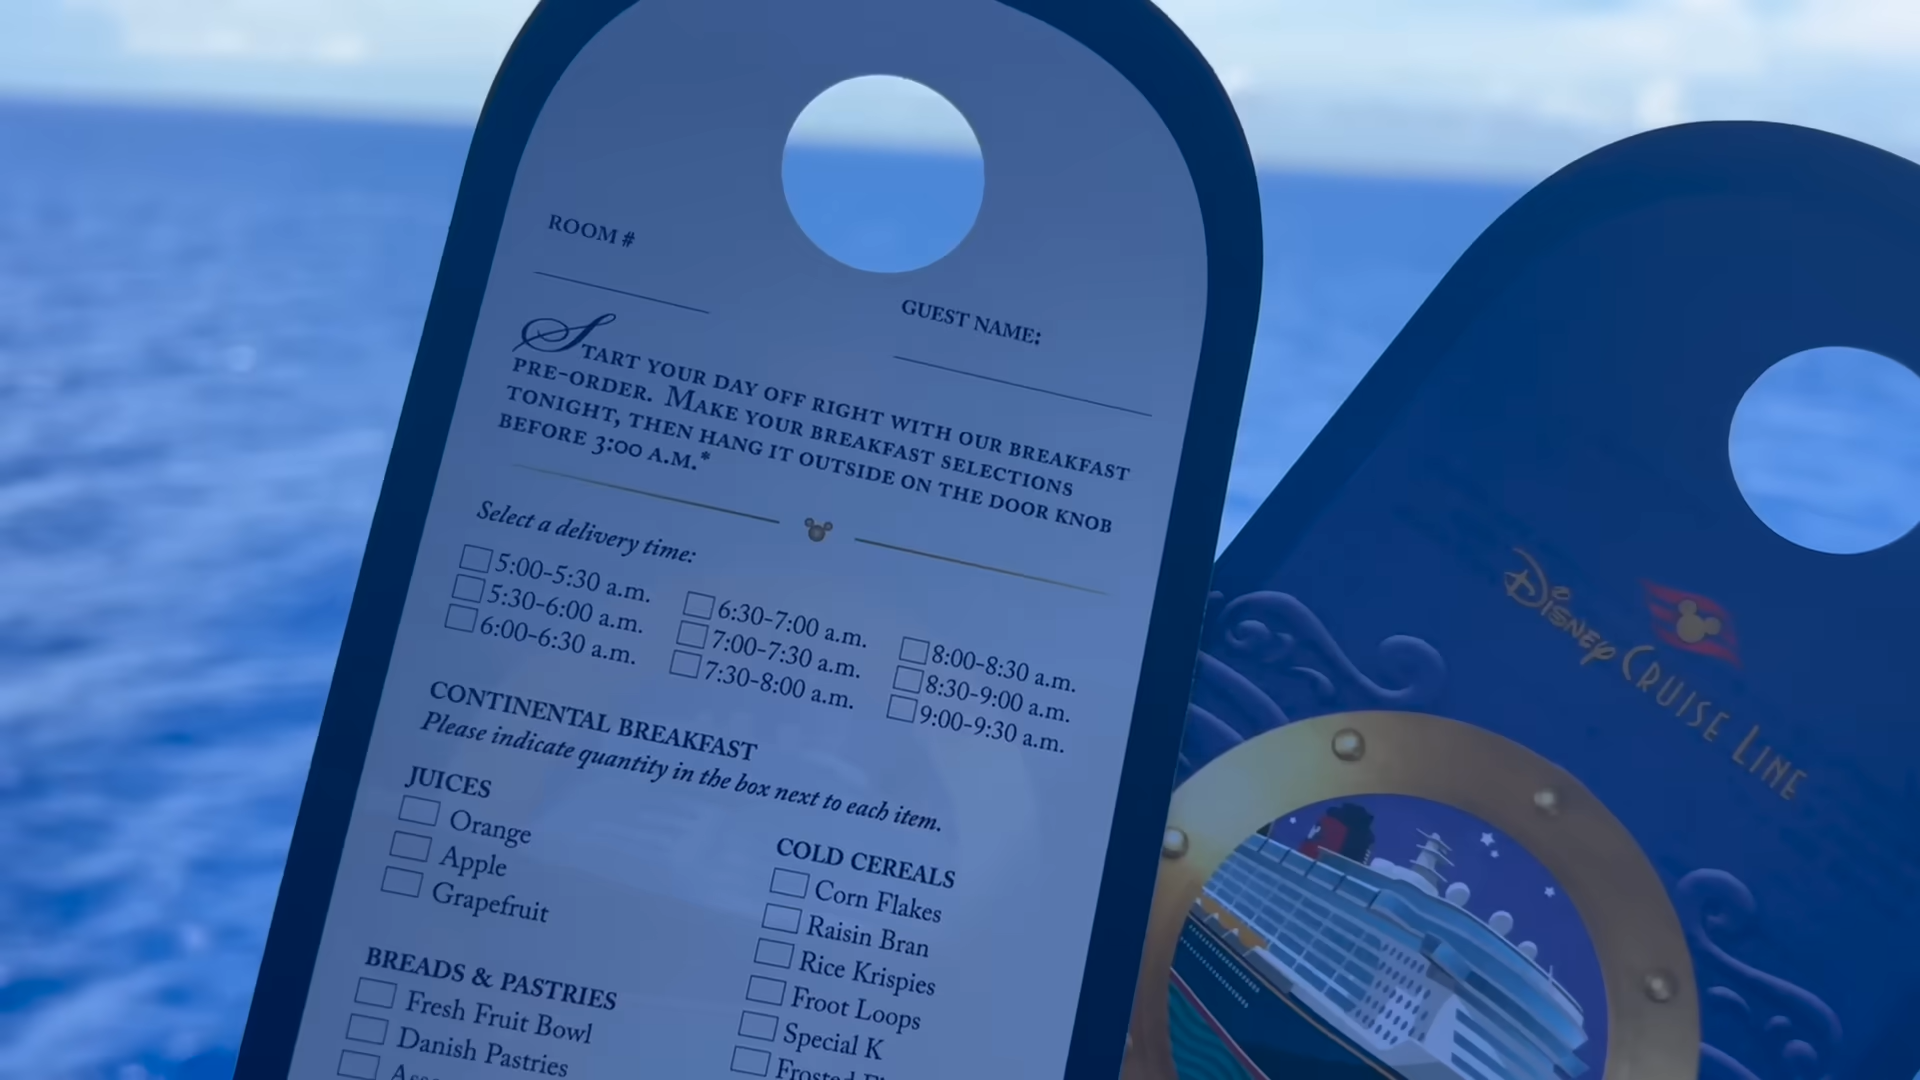 ROOM #
GUEST NAME:
START YOUR DAY OFF RIGHT WITH OUR BREAKFAST
PRE-ORDER. MAKE YOUR BREAKFAST SELECTIONS
TONIGHT, THEN HANG IT OUTSIDE ON THE DOOR KNOB
BEFORE 3:00 A.M.*
Select a delivery time:
5:00-5:30 a.m.
5:30-6:00 a.m.
6:00-6:30 a.m.
6:30-7:00 a.m.
7:00-7:30 a.m.
7:30-8:00 a.m.
8:00-8:30 a.m.
8:30-9:00 a.m.
9:00-9:30 a.m.
CONTINENTAL BREAKFAST
Please indicate quantity in the box next to each item.
JUICES
Orange
Apple
Grapefruit
BREADS & PASTRIES
Fresh Fruit Bowl
Danish Pastries
COLD CEREALS
Corn Flakes
Raisin Bran
Rice Krispies
Froot Loops
Special K
Frosted
DISNEY CRUISE LINE